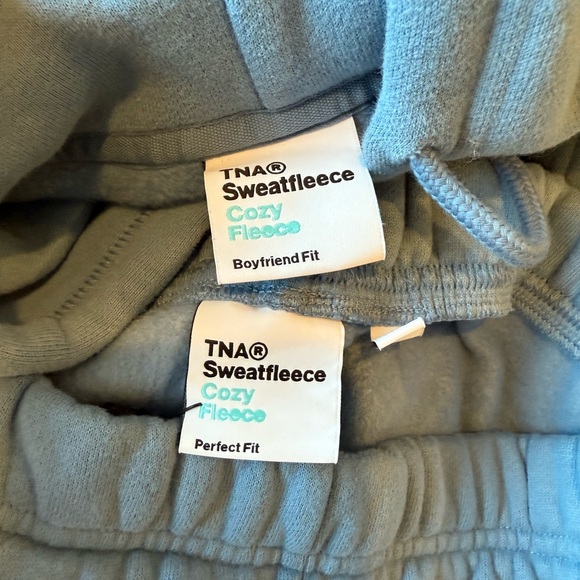 TNA®
Sweatfleece
Cozy
Fleece
Boyfriend Fit
TNA®
Sweatfleece
Cozy
Fleece
Perfect Fit